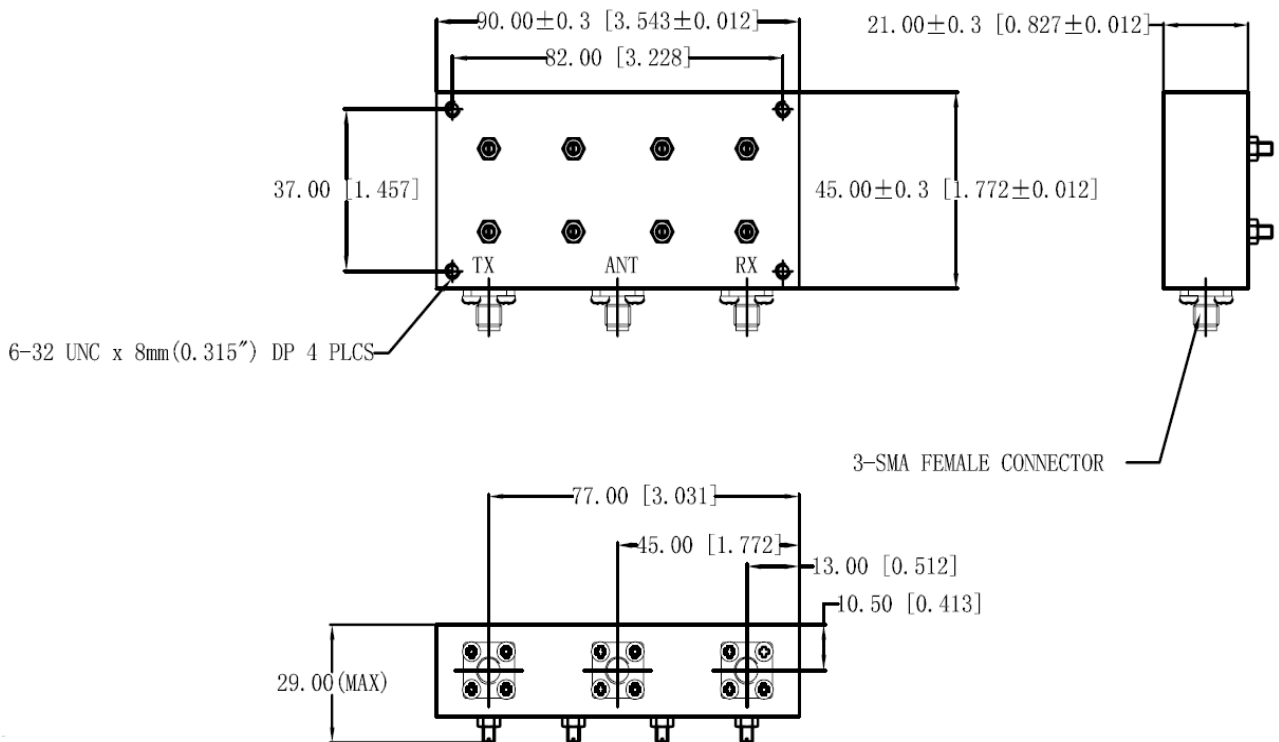 90.00±0.3 [3.543±0.012]
21.00±0.3 [0.827±0.012]
82.00 [3.228]
37.00 [1.457]
45.00±0.3 [1.772±0.012]
TX
ANT
RX
6-32 UNC x 8mm(0.315″) DP 4 PLCS
3-SMA FEMALE CONNECTOR
77.00 [3.031]
45.00 [1.772]
13.00 [0.512]
10.50 [0.413]
29.00(MAX)